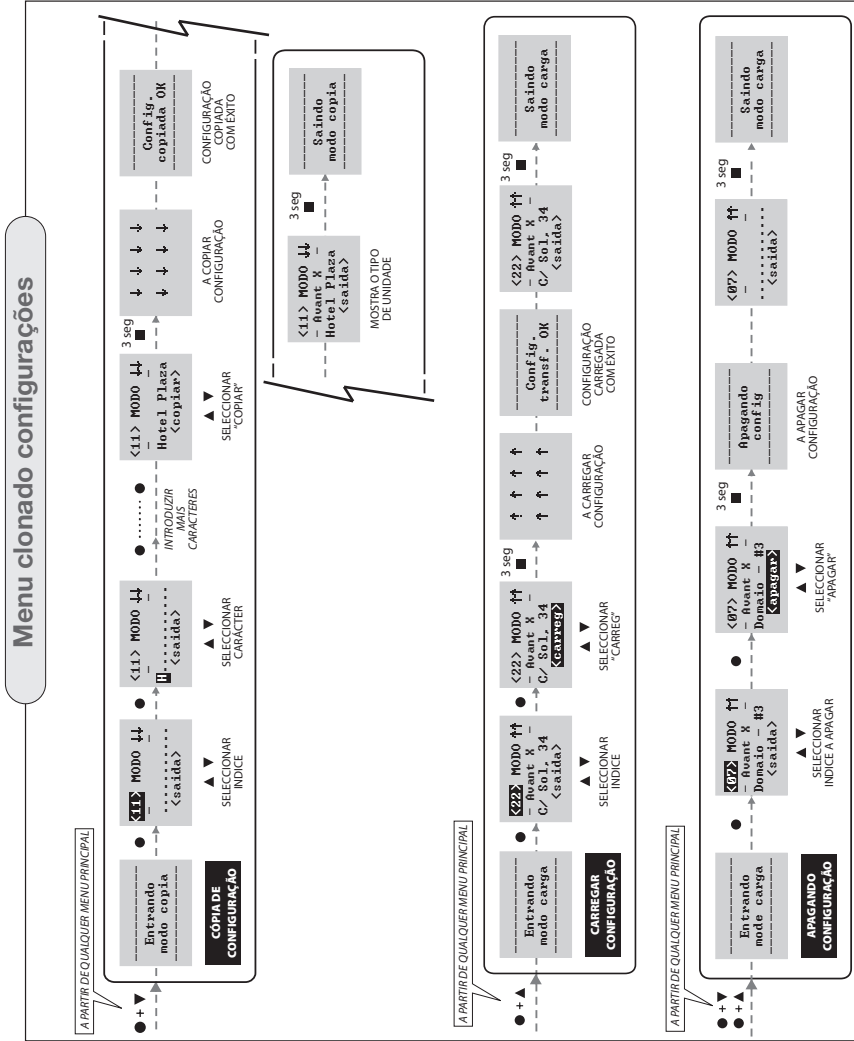 Menu clonado configurações
A PARTIR DE QUALQUER MENU PRINCIPAL
● + ▼
Entrando
modo copia
CÓPIA DE
CONFIGURAÇÃO
●
<11> MODO ↓↓
- -
..............
<saida>
▲ ▼
SELECCIONAR
INDICE
●
<11> MODO ↓↓
- -
H.............
<saida>
▲ ▼
SELECCIONAR
CARÁCTER
● ........ ●
INTRODUZIR
MAIS
CARACTERES
<11> MODO ↓↓
- -
Hotel Plaza
<copiar>
▲ ▼
SELECCIONAR
"COPIAR"
3 seg
■
↓ ↓ ↓ ↓
↓ ↓ ↓ ↓
A COPIAR
CONFIGURAÇÃO
Config.
copiada OK
CONFIGURAÇÃO
COPIADA
COM ÉXITO
<11> MODO ↓↓
- Avant X -
Hotel Plaza
<saida>
MOSTRA O TIPO
DE UNIDADE
3 seg
■
Saindo
modo copia
A PARTIR DE QUALQUER MENU PRINCIPAL
● + ▲
Entrando
modo carga
CARREGAR
CONFIGURAÇÃO
●
<22> MODO ↑↑
- Avant X -
C/ Sol, 34
<saida>
▲ ▼
SELECCIONAR
INDICE
●
<22> MODO ↑↑
- Avant X -
C/ Sol, 34
<carreg>
▲ ▼
SELECCIONAR
"CARREG"
3 seg
■
↑ ↑ ↑ ↑
↑ ↑ ↑ ↑
A CARREGAR
CONFIGURAÇÃO
Config.
transf. OK
CONFIGURAÇÃO
CARREGADA
COM ÉXITO
<22> MODO ↑↑
- Avant X -
C/ Sol, 34
<saida>
3 seg
■
Saindo
modo carga
A PARTIR DE QUALQUER MENU PRINCIPAL
● + ▼
● + ▲
Entrando
mode carga
APAGANDO
CONFIGURAÇÃO
●
<07> MODO ↑↑
- Avant X -
Domaio - #3
<saida>
▲ ▼
SELECCIONAR
INDICE A APAGAR
●
<07> MODO ↑↑
- Avant X -
Domaio - #3
<apagar>
▲ ▼
SELECCIONAR
"APAGAR"
3 seg
■
Apagando
config
A APAGAR
CONFIGURAÇÃO
<07> MODO ↑↑
- -
..............
<saida>
3 seg
■
Saindo
modo carga